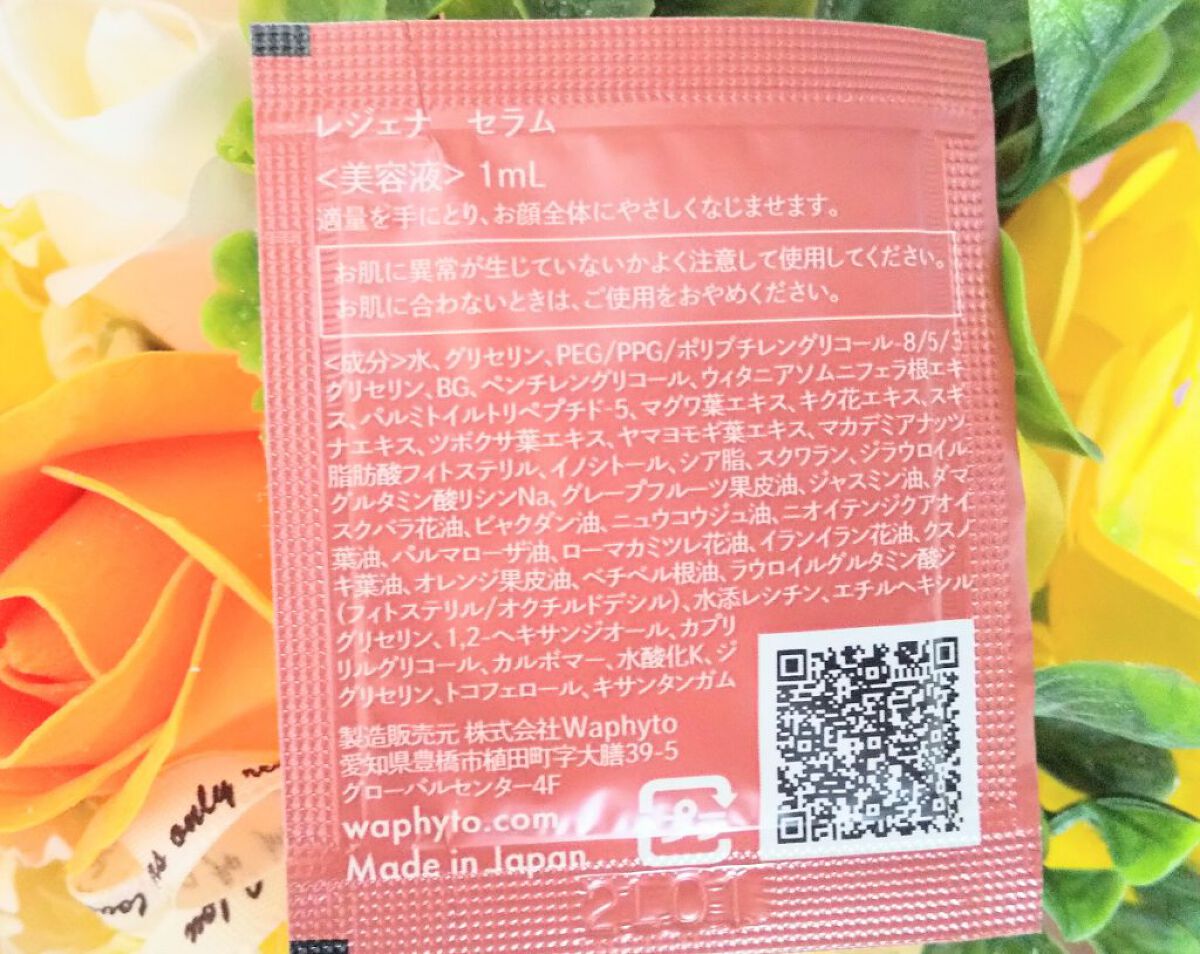 レジェナ セラム
<美容液> 1mL
適量を手にとり、お顔全体にやさしくなじませます。
お肌に異常が生じていないかよく注意して使用してください。
お肌に合わないときは、ご使用をおやめください。
<成分>水、グリセリン、PEG/PPG/ポリブチレングリコール-8/5/3
グリセリン、BG、ペンチレングリコール、ウィタニアソムニフェラ根エキ
ス、パルミトイルトリペプチド-5、マグワ葉エキス、キク花エキス、スギ
ナエキス、ツボクサ葉エキス、ヤマヨモギ葉エキス、マカデミアナッツ
脂肪酸フィトステリル、イノシトール、シア脂、スクワラン、ジラウロイル
グルタミン酸リシンNa、グレープフルーツ果皮油、ジャスミン油、ダマ
スクバラ花油、ビャクダン油、ニュウコウジュ油、ニオイテンジクアオイ
葉油、パルマローザ油、ローマカミツレ花油、イランイラン花油、クスノ
キ葉油、オレンジ果皮油、ベチベル根油、ラウロイルグルタミン酸ジ
(フィトステリル/オクチルドデシル)、水添レシチン、エチルヘキシル
グリセリン、1,2-ヘキサンジオール、カプリ
リルグリコール、カルボマー、水酸化K、ジ
グリセリン、トコフェロール、キサンタンガム
製造販売元 株式会社Waphyto
愛知県豊橋市植田町字大膳39-5
グローバルセンター4F
waphyto.com
Made in Japan
プラ
2101
is only